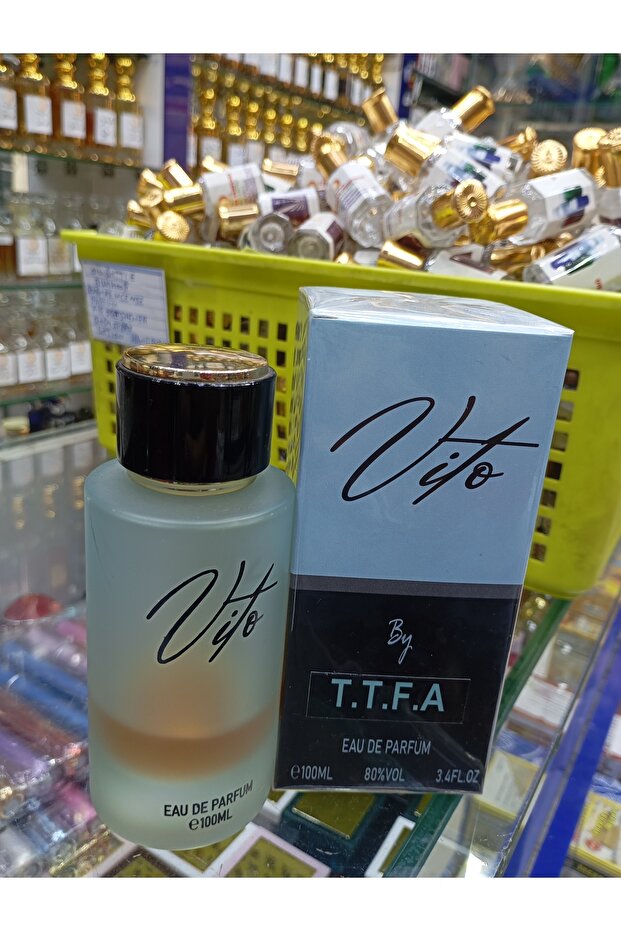 Vito
By
T.T.F.A
EAU DE PARFUM
℮100ML 80%VOL 3.4FL.OZ
Vito
EAU DE PARFUM
℮100ML